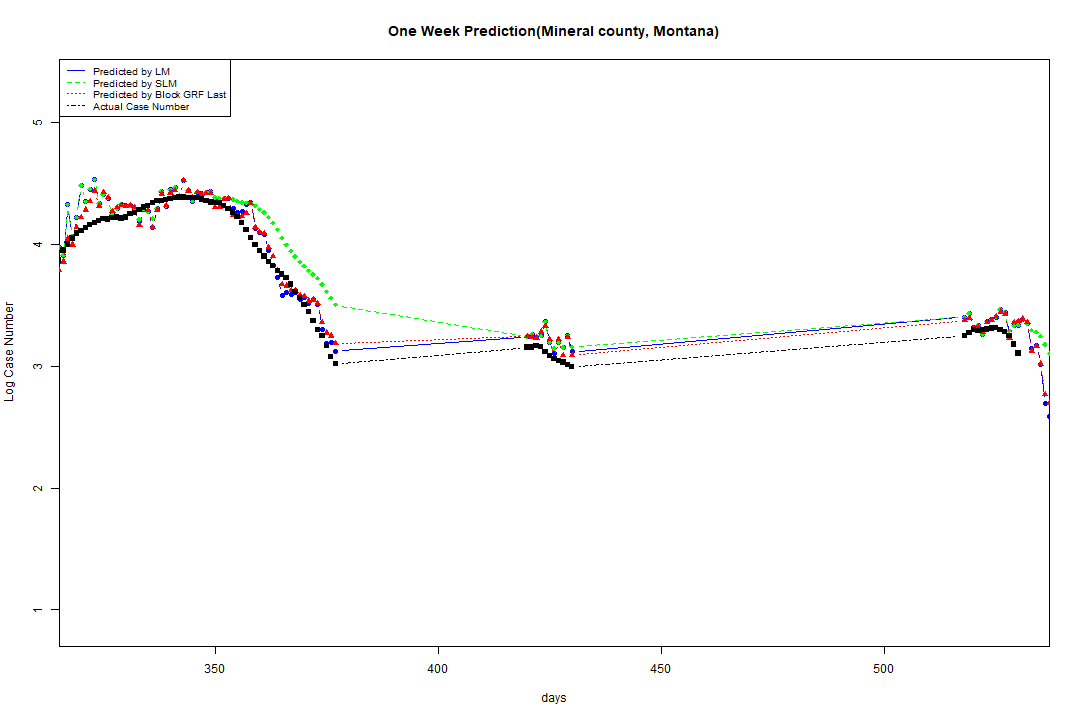 One Week Prediction(Mineral county, Montana)
Predicted by LM
Predicted by SLM
Predicted by Block GRF Last
Actual Case Number
5
4
3
2
1
Log Case Number
350 400 450 500
days